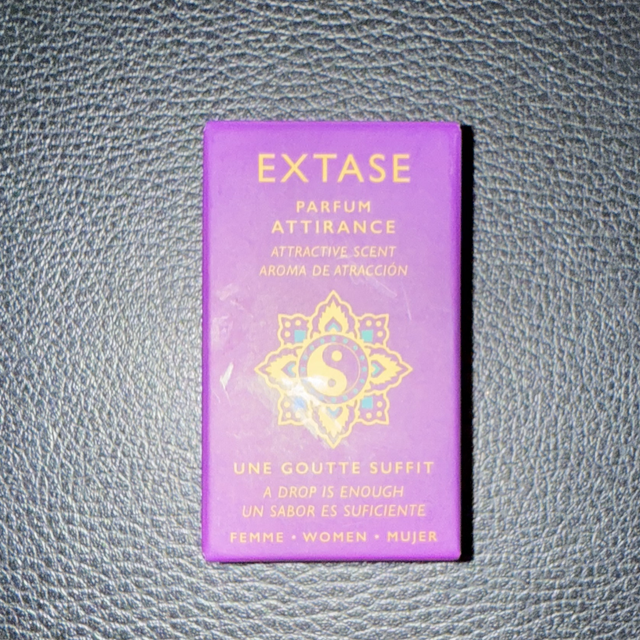 EXTASE
PARFUM
ATTIRANCE
ATTRACTIVE SCENT
AROMA DE ATRACCIÓN
UNE GOUTTE SUFFIT
A DROP IS ENOUGH
UN SABOR ES SUFICIENTE
FEMME • WOMEN • MUJER